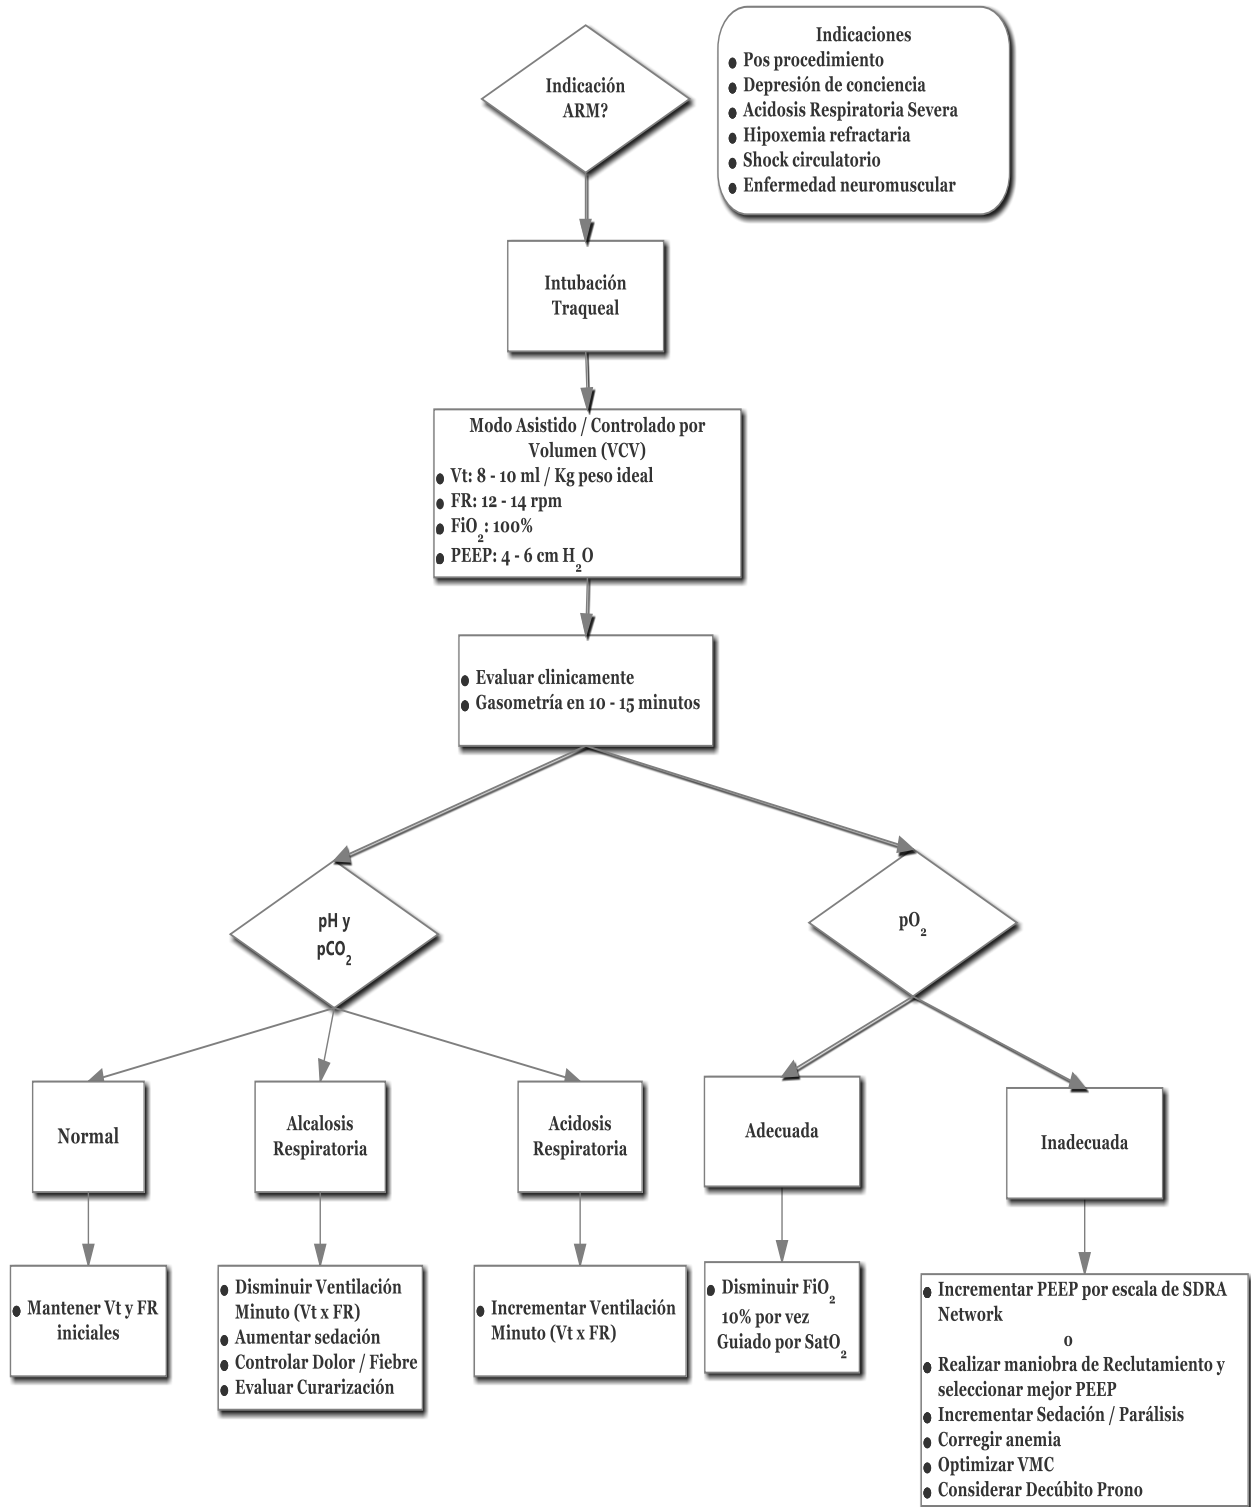 Indicación
ARM?
Indicaciones
● Pos procedimiento
● Depresión de conciencia
● Acidosis Respiratoria Severa
● Hipoxemia refractaria
● Shock circulatorio
● Enfermedad neuromuscular
Intubación
Traqueal
Modo Asistido / Controlado por
Volumen (VCV)
● Vt: 8 - 10 ml / Kg peso ideal
● FR: 12 - 14 rpm
● FiO₂: 100%
● PEEP: 4 - 6 cm H₂O
● Evaluar clinicamente
● Gasometría en 10 - 15 minutos
pH y
pCO₂
pO₂
Normal
Alcalosis
Respiratoria
Acidosis
Respiratoria
Adecuada
Inadecuada
● Mantener Vt y FR
iniciales
● Disminuir Ventilación
Minuto (Vt x FR)
● Aumentar sedación
● Controlar Dolor / Fiebre
● Evaluar Curarización
● Incrementar Ventilación
Minuto (Vt x FR)
● Disminuir FiO₂
10% por vez
Guiado por SatO₂
● Incrementar PEEP por escala de SDRA
Network
o
● Realizar maniobra de Reclutamiento y
seleccionar mejor PEEP
● Incrementar Sedación / Parálisis
● Corregir anemia
● Optimizar VMC
● Considerar Decúbito Prono